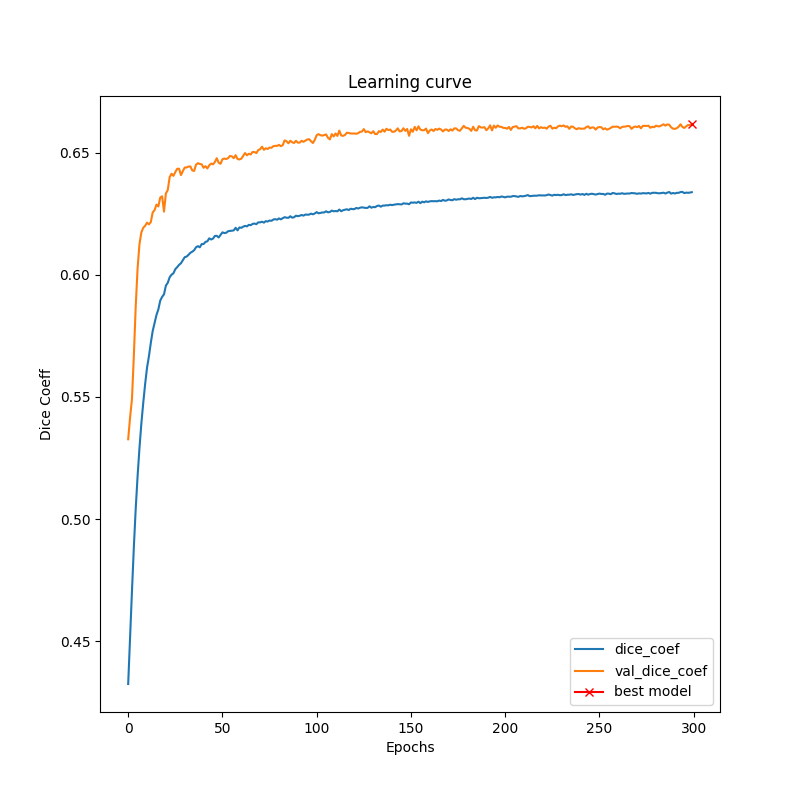 Learning curve
0.65
0.60
0.55
0.50
0.45
Dice Coeff
0
50
100
150
200
250
300
Epochs
dice_coef
val_dice_coef
best model